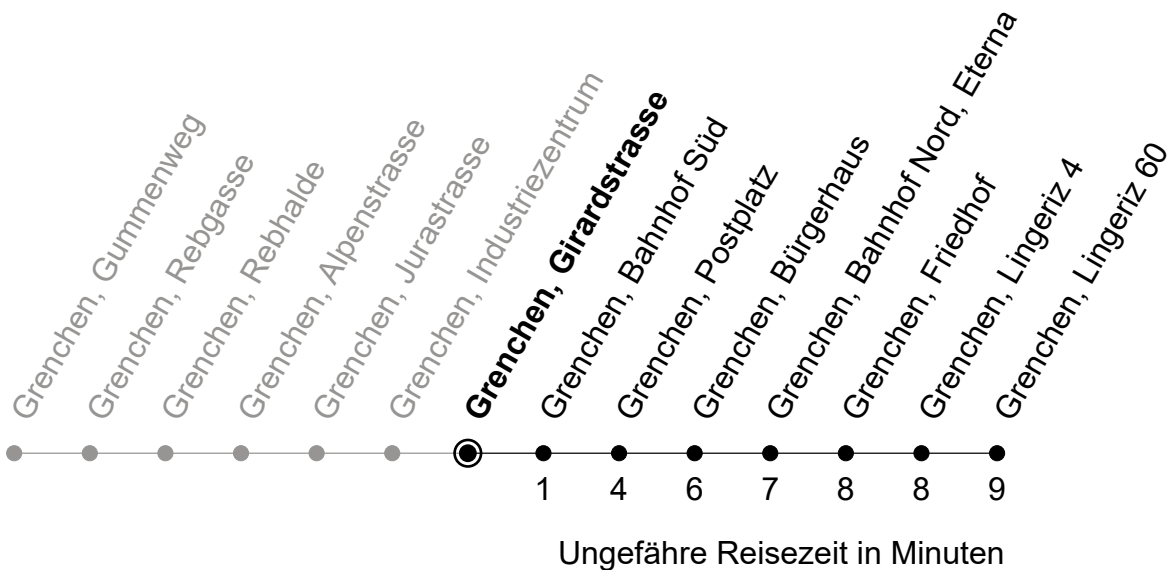 Grenchen, Gummenweg
Grenchen, Rebgasse
Grenchen, Rebhalde
Grenchen, Alpenstrasse
Grenchen, Jurastrasse
Grenchen, Industriezentrum
Grenchen, Girardstrasse
Grenchen, Bahnhof Süd
Grenchen, Postplatz
Grenchen, Bürgerhaus
Grenchen, Bahnhof Nord, Eterna
Grenchen, Friedhof
Grenchen, Lingeriz 4
Grenchen, Lingeriz 60
1 4 6 7 8 8 9
Ungefähre Reisezeit in Minuten